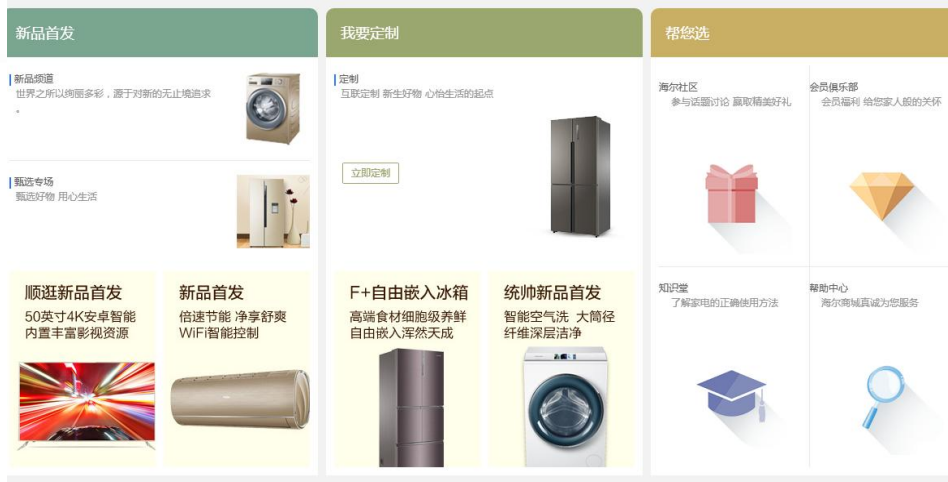 新品首发
新品频道
世界之所以绚丽多彩，源于对新的无止境追求
。
甄选专场
甄选好物 用心生活
顺逛新品首发
50英寸4K安卓智能
内置丰富影视资源
新品首发
倍速节能 净享舒爽
WiFi智能控制
我要定制
定制
互联定制 新生好物 心怡生活的起点
立即定制
F+自由嵌入冰箱
高端食材细胞级养鲜
自由嵌入浑然天成
统帅新品首发
智能空气洗 大筒径
纤维深层洁净
帮您选
海尔社区
参与话题讨论 赢取精美好礼
会员俱乐部
会员福利 给您家人般的关怀
知识堂
了解家电的正确使用方法
帮助中心
海尔商城真诚为您服务